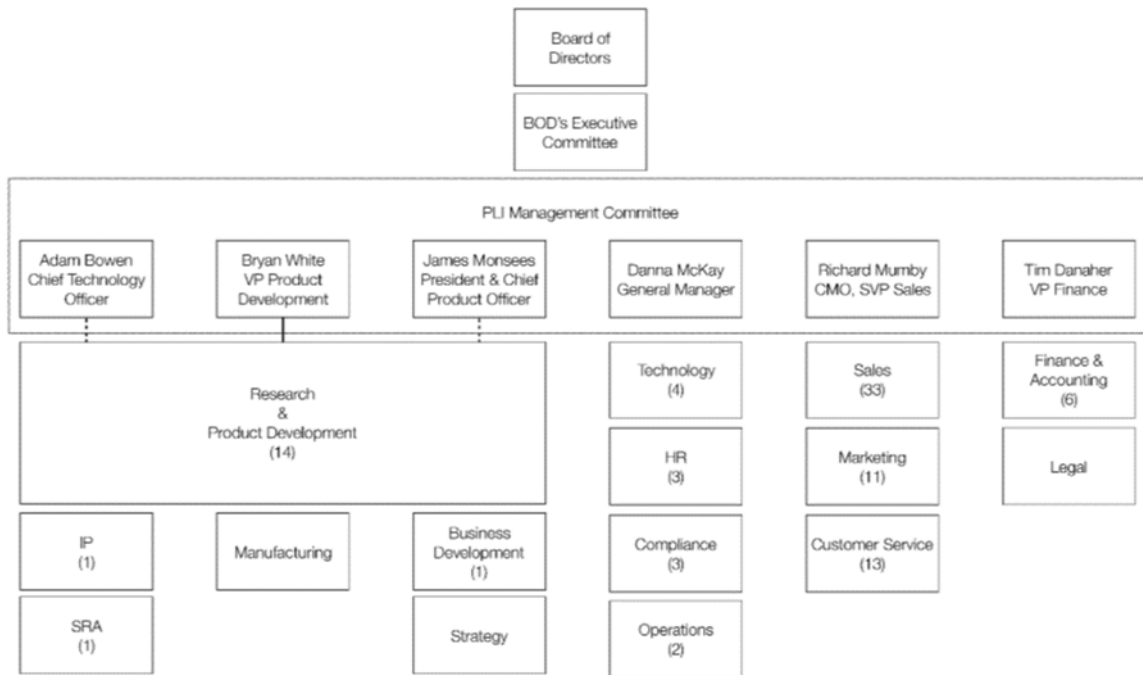 Board of
Directors
BOD's Executive
Committee
PLI Management Committee
Adam Bowen
Chief Technology
Officer
Bryan White
VP Product
Development
James Monsees
President & Chief
Product Officer
Danna McKay
General Manager
Richard Mumby
CMO, SVP Sales
Tim Danaher
VP Finance
Research
&
Product Development
(14)
Technology
(4)
Sales
(33)
Finance &
Accounting
(6)
HR
(3)
Marketing
(11)
Legal
IP
(1)
Manufacturing
Business
Development
(1)
Compliance
(3)
Customer Service
(13)
SRA
(1)
Strategy
Operations
(2)